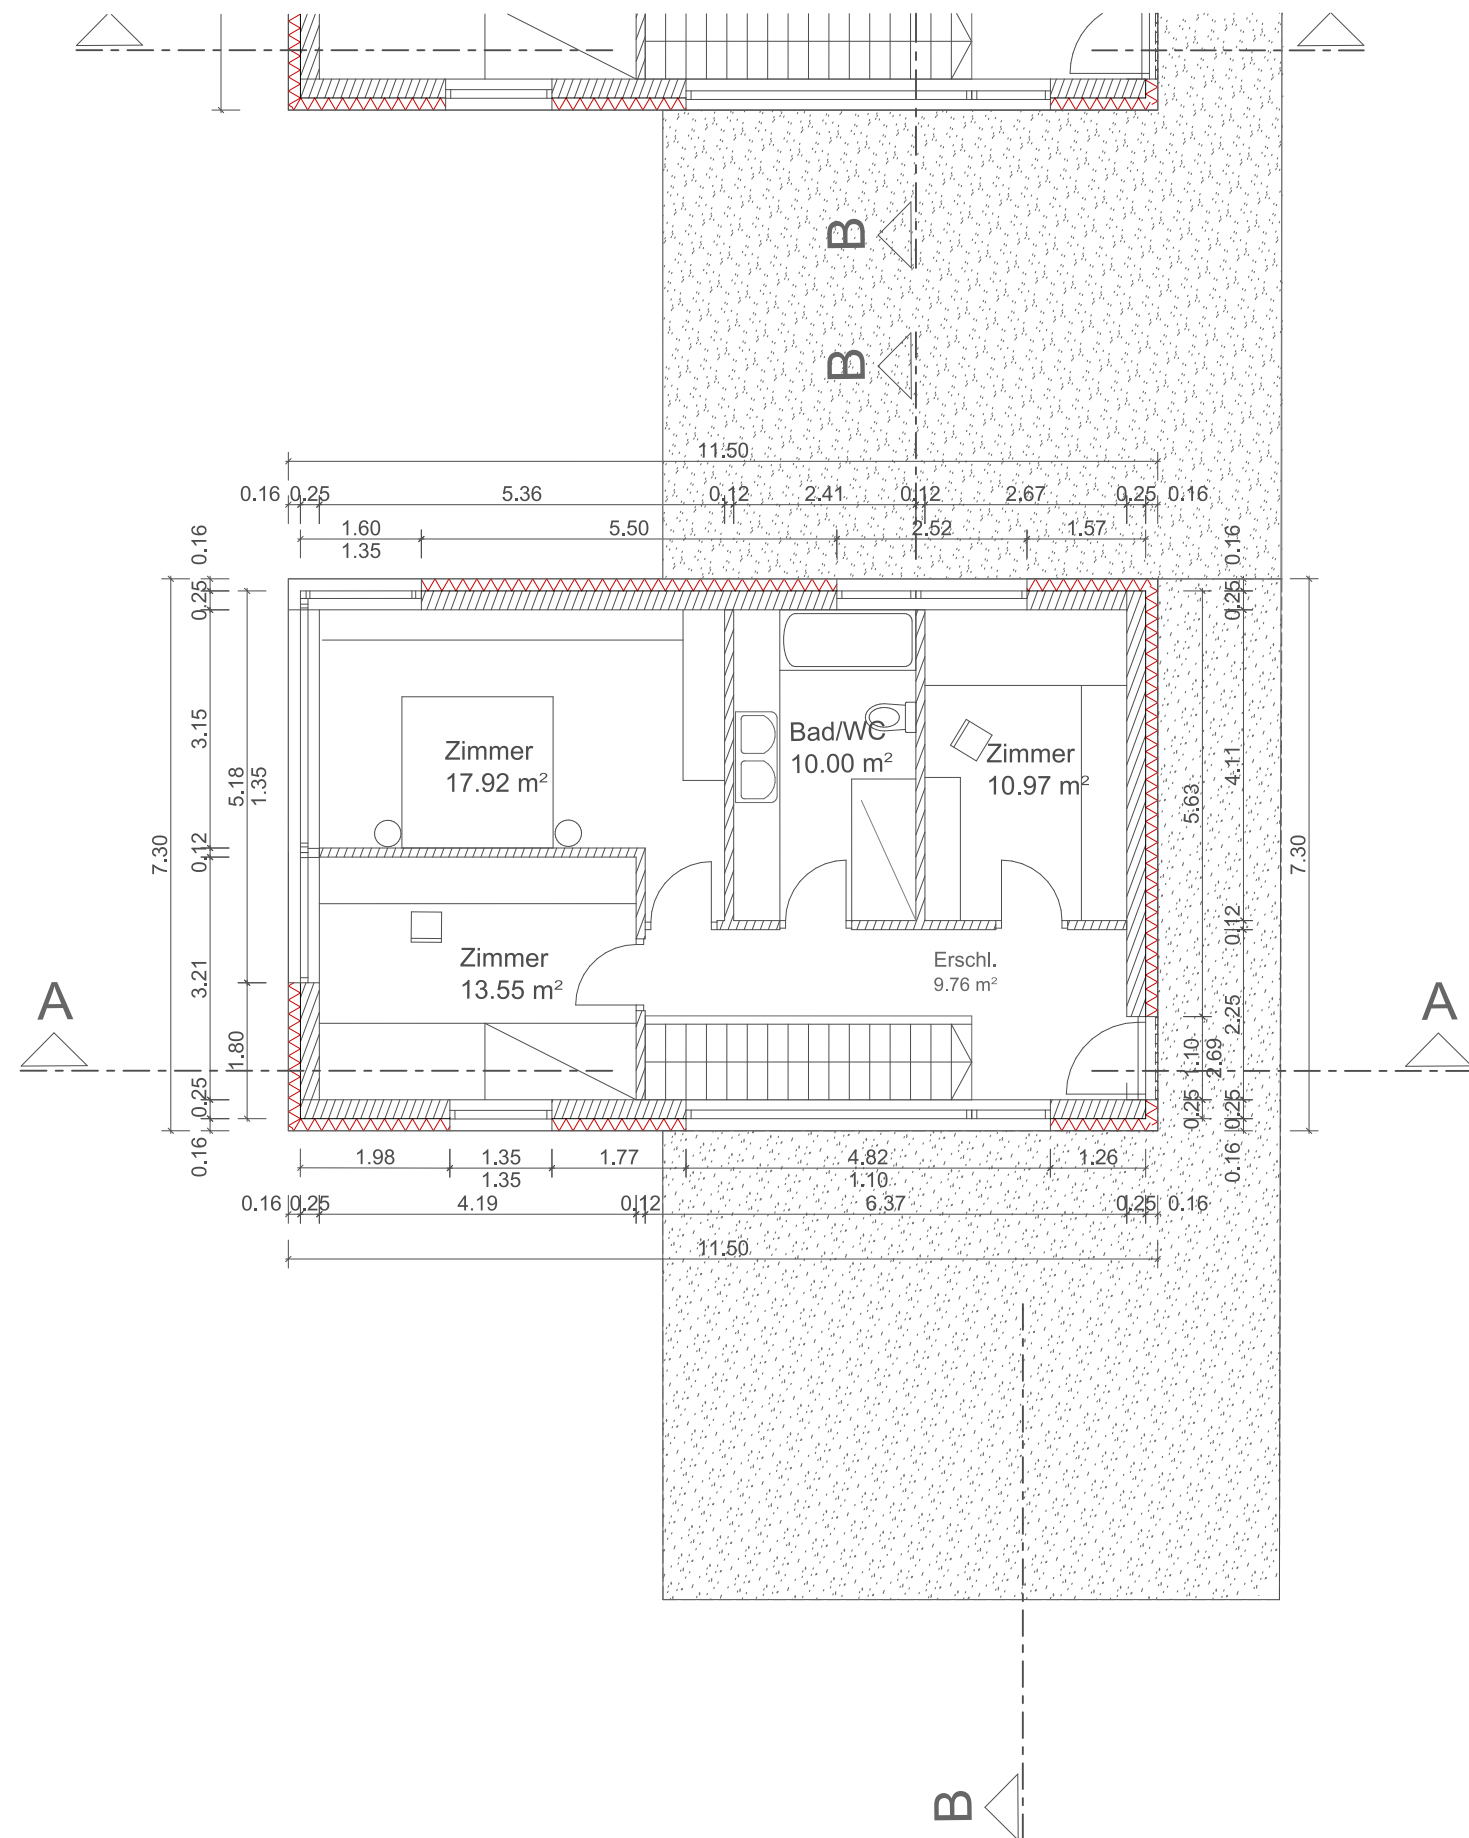 B
B
11.50
0.16 0.25 5.36 0.12 2.41 0.12 2.67 0.25 0.16
1.60 5.50 2.52 1.57
1.35
0.16
0.25
3.15
0.12
3.21
0.25
0.16
5.18
1.35
1.80
7.30
Zimmer
17.92 m²
Bad/WC
10.00 m²
Zimmer
10.97 m²
Zimmer
13.55 m²
Erschl.
9.76 m²
0.16
0.25
4.11
0.12
2.25
0.25
0.16
5.63
1.10
2.69
0.25
7.30
A
A
1.98 1.35 1.77 4.82 1.26
1.35 1.10
0.16 0.25 4.19 0.12 6.37 0.25 0.16
11.50
B